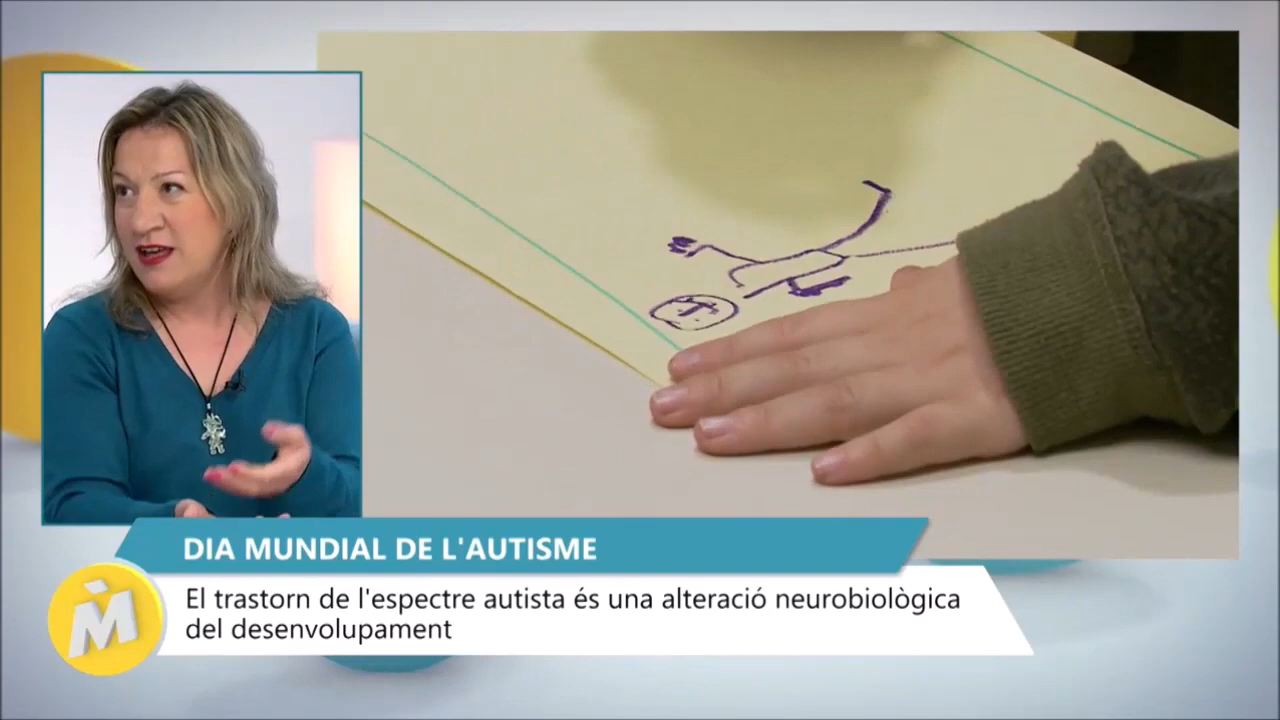 DIA MUNDIAL DE L'AUTISME
El trastorn de l'espectre autista és una alteració neurobiològica
del desenvolupament
M̀